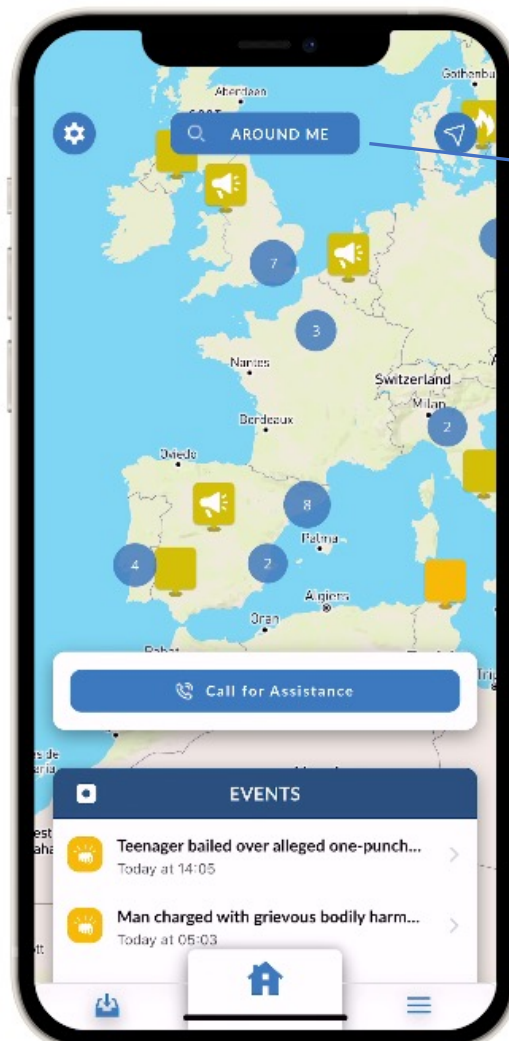 Aberdeen
Gothenbu
AROUND ME
7
3
Nantes
Switzerland
Milan
2
Bordeaux
Oviedo
8
Palma
4
2
Algiers
Oran
Rabat
Call for Assistance
EVENTS
Teenager bailed over alleged one-punch...
Today at 14:05
Man charged with grievous bodily harm...
Today at 05:03